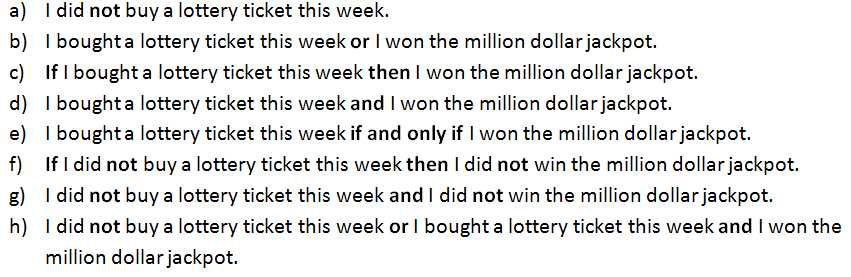 a) I did not buy a lottery ticket this week.
b) I bought a lottery ticket this week or I won the million dollar jackpot.
c) If I bought a lottery ticket this week then I won the million dollar jackpot.
d) I bought a lottery ticket this week and I won the million dollar jackpot.
e) I bought a lottery ticket this week if and only if I won the million dollar jackpot.
f) If I did not buy a lottery ticket this week then I did not win the million dollar jackpot.
g) I did not buy a lottery ticket this week and I did not win the million dollar jackpot.
h) I did not buy a lottery ticket this week or I bought a lottery ticket this week and I won the
million dollar jackpot.